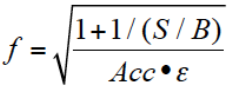 f = √((1+1/(S/B))/(Acc•ε))